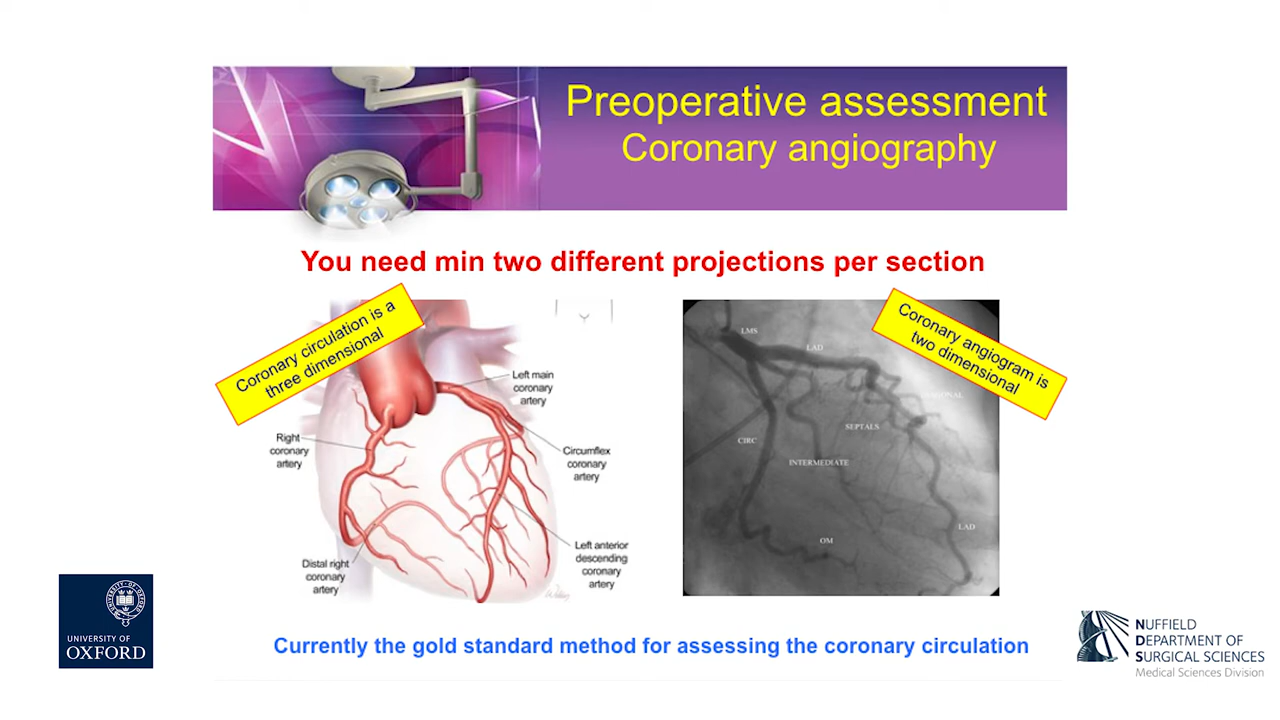 Preoperative assessment
Coronary angiography
You need min two different projections per section
Coronary circulation is a
three dimensional
Left main
coronary
artery
Right
coronary
artery
Circumflex
coronary
artery
Left anterior
descending
coronary
artery
Distal right
coronary
artery
Coronary angiogram is
two dimensional
LMS
LAD
SEPTALS
CIRC
INTERMEDIATE
LAD
OM
Currently the gold standard method for assessing the coronary circulation
UNIVERSITY OF
OXFORD
NUFFIELD
DEPARTMENT OF
SURGICAL SCIENCES
Medical Sciences Division